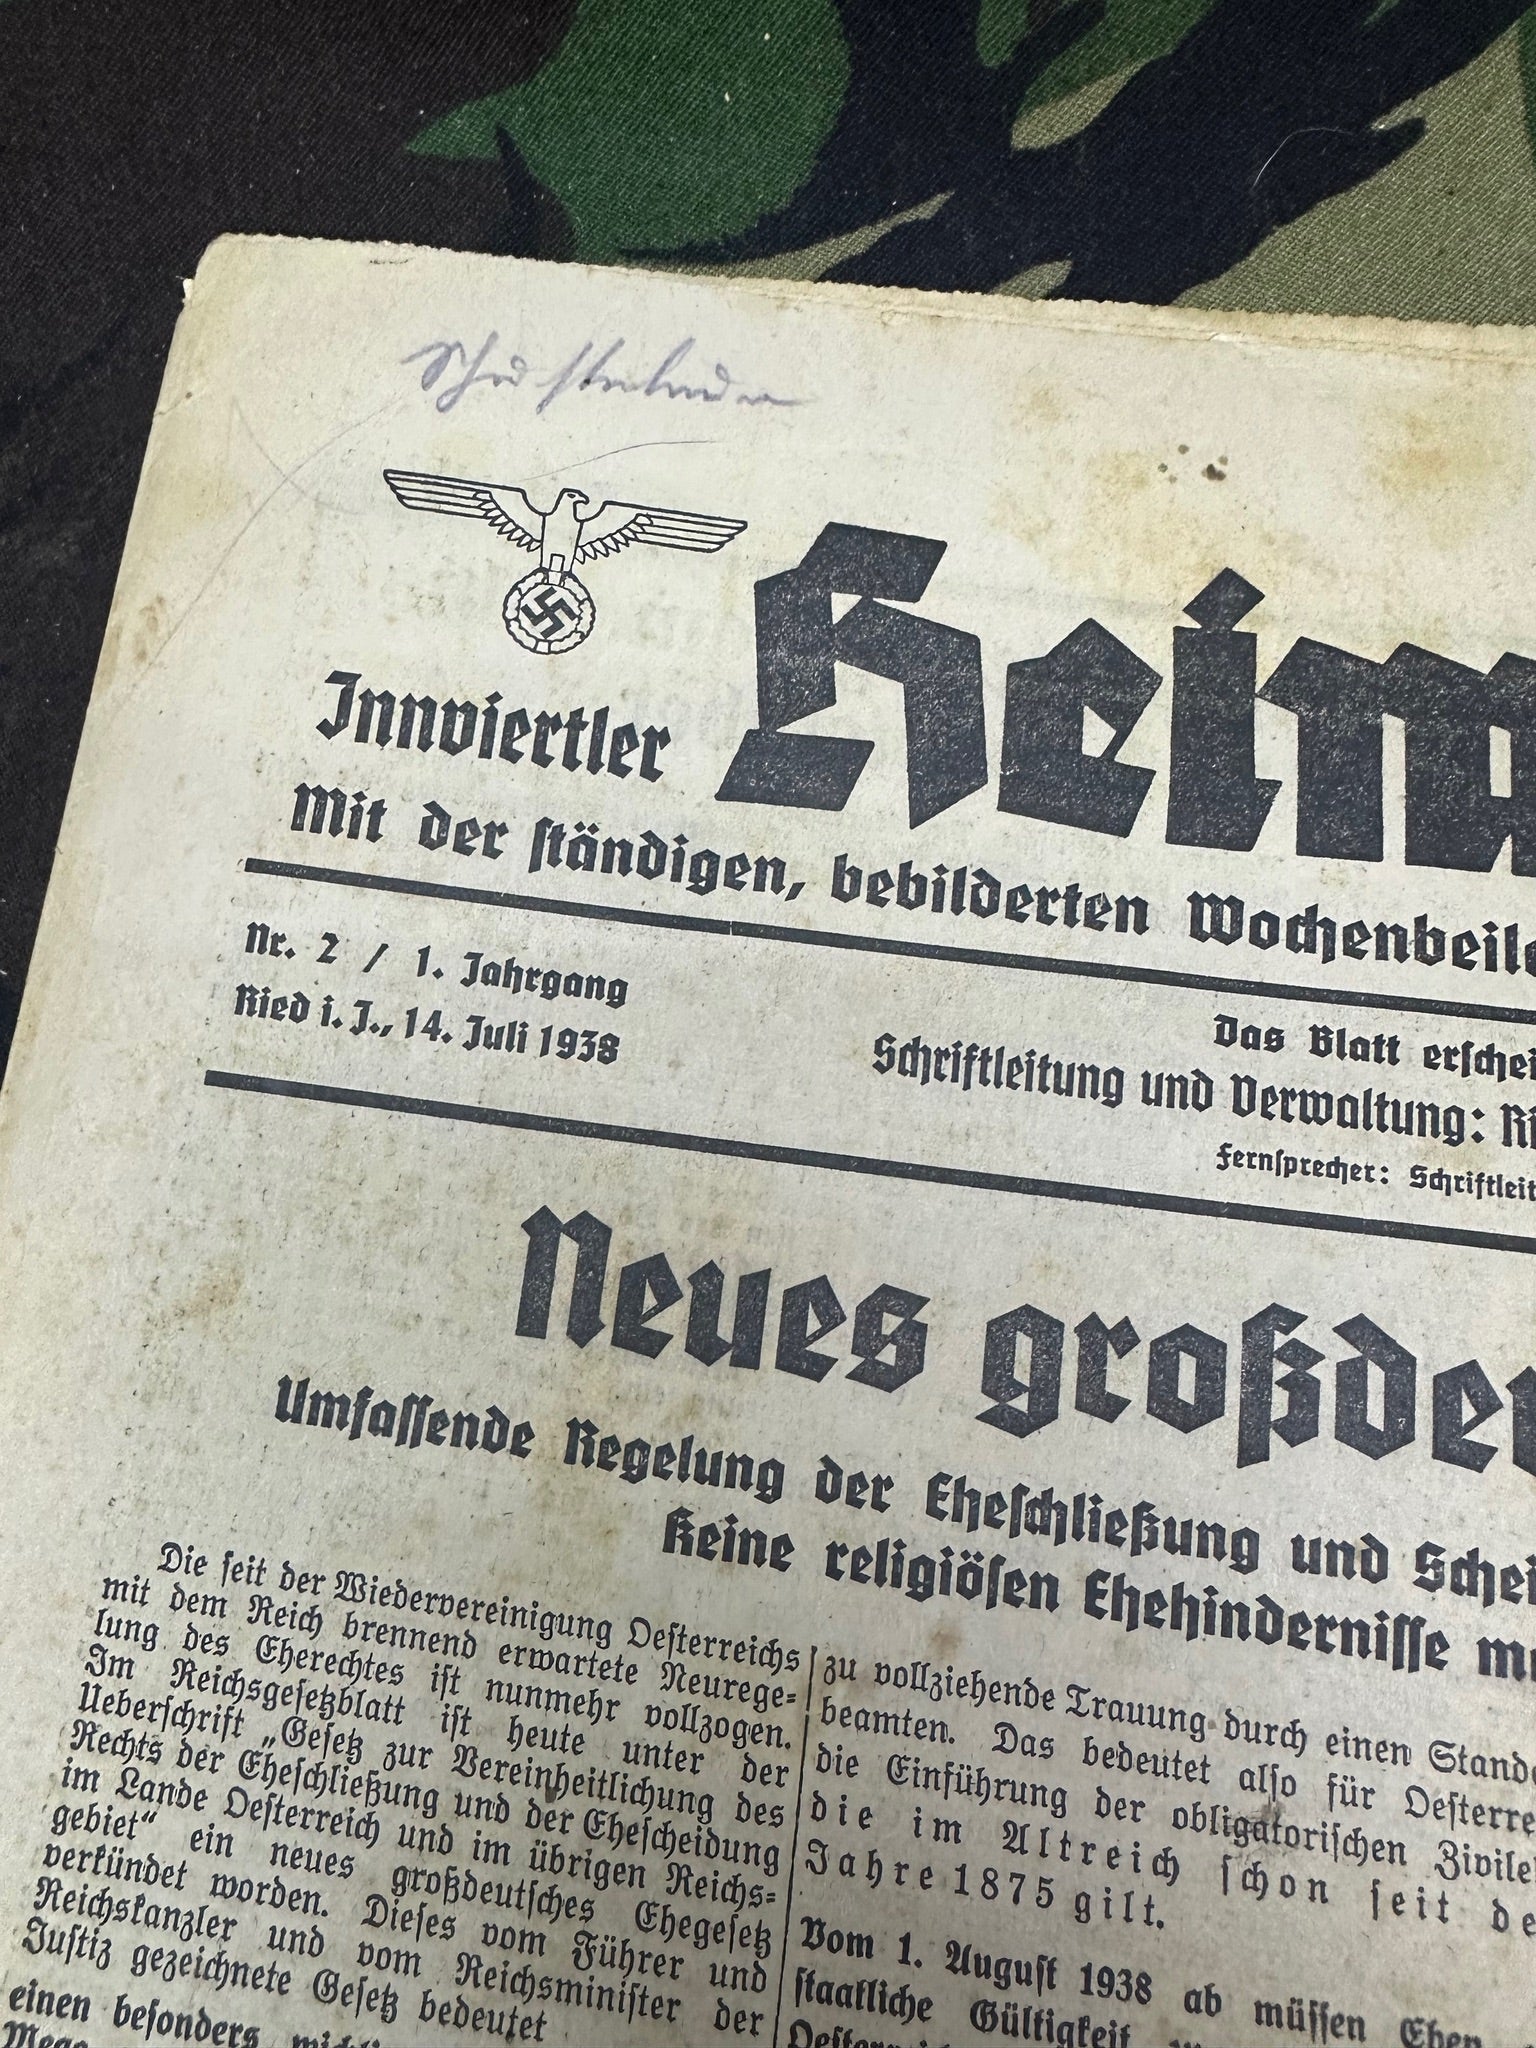 Innviertler Heima
Mit der ständigen, bebilderten Wochenbeila
Nr. 2 / 1. Jahrgang
Ried i. J., 14. Juli 1938
Das Blatt erschei
Schriftleitung und Verwaltung: Ri
Fernsprecher: Schriftleit
Neues großdeu
Umfassende Regelung der Eheschließung und Schei
Keine religiösen Ehehindernisse m
Die seit der Wiedervereinigung Oesterreichs
mit dem Reich brennend erwartete Neurege-
lung des Eherechtes ist nunmehr vollzogen.
Im Reichsgesetzblatt ist heute unter der
Ueberschrift „Gesetz zur Vereinheitlichung des
Rechts der Eheschließung und der Ehescheidung
im Lande Oesterreich und im übrigen Reichs-
gebiet“ ein neues großdeutsches Ehegesetz
verkündet worden. Dieses vom Führer und
Reichskanzler und vom Reichsminister der
Justiz gezeichnete Gesetz bedeutet
einen besonders
zu vollziehende Trauung durch einen Stande
beamten. Das bedeutet also für Oesterre
die Einführung der obligatorischen Zivile
die im Altreich schon seit de
Jahre 1875 gilt.
Vom 1. August 1938 ab müssen Ehen
staatliche Gültigkeit